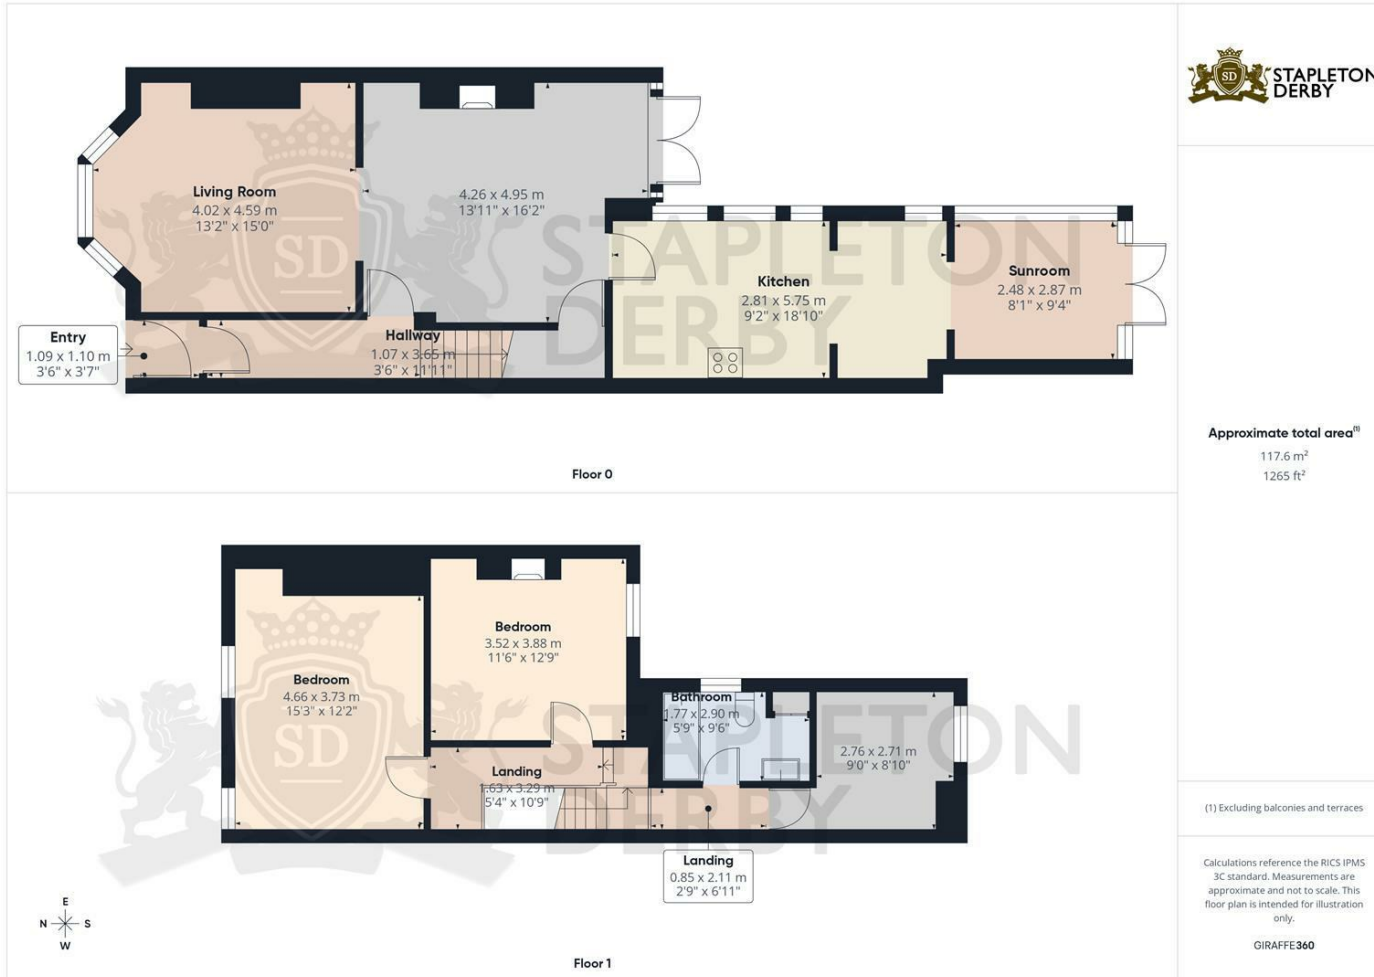 SD
STAPLETON
DERBY
Living Room
4.02 x 4.59 m
13'2" x 15'0"
4.26 x 4.95 m
13'11" x 16'2"
SD
STAPLETON
DERBY
Kitchen
2.81 x 5.75 m
9'2" x 18'10"
Sunroom
2.48 x 2.87 m
8'1" x 9'4"
Entry
1.09 x 1.10 m
3'6" x 3'7"
Hallway
1.07 x 3.65 m
3'6" x 11'11"
Floor 0
Approximate total area(1)
117.6 m²
1265 ft²
Bedroom
4.66 x 3.73 m
15'3" x 12'2"
Bedroom
3.52 x 3.88 m
11'6" x 12'9"
SD
STAPLETON
DERBY
Bathroom
1.77 x 2.90 m
5'9" x 9'6"
2.76 x 2.71 m
9'0" x 8'10"
Landing
1.63 x 3.29 m
5'4" x 10'9"
Landing
0.85 x 2.11 m
2'9" x 6'11"
E
N S
W
Floor 1
(1) Excluding balconies and terraces
Calculations reference the RICS IPMS
3C standard. Measurements are
approximate and not to scale. This
floor plan is intended for illustration
only.
GIRAFFE360